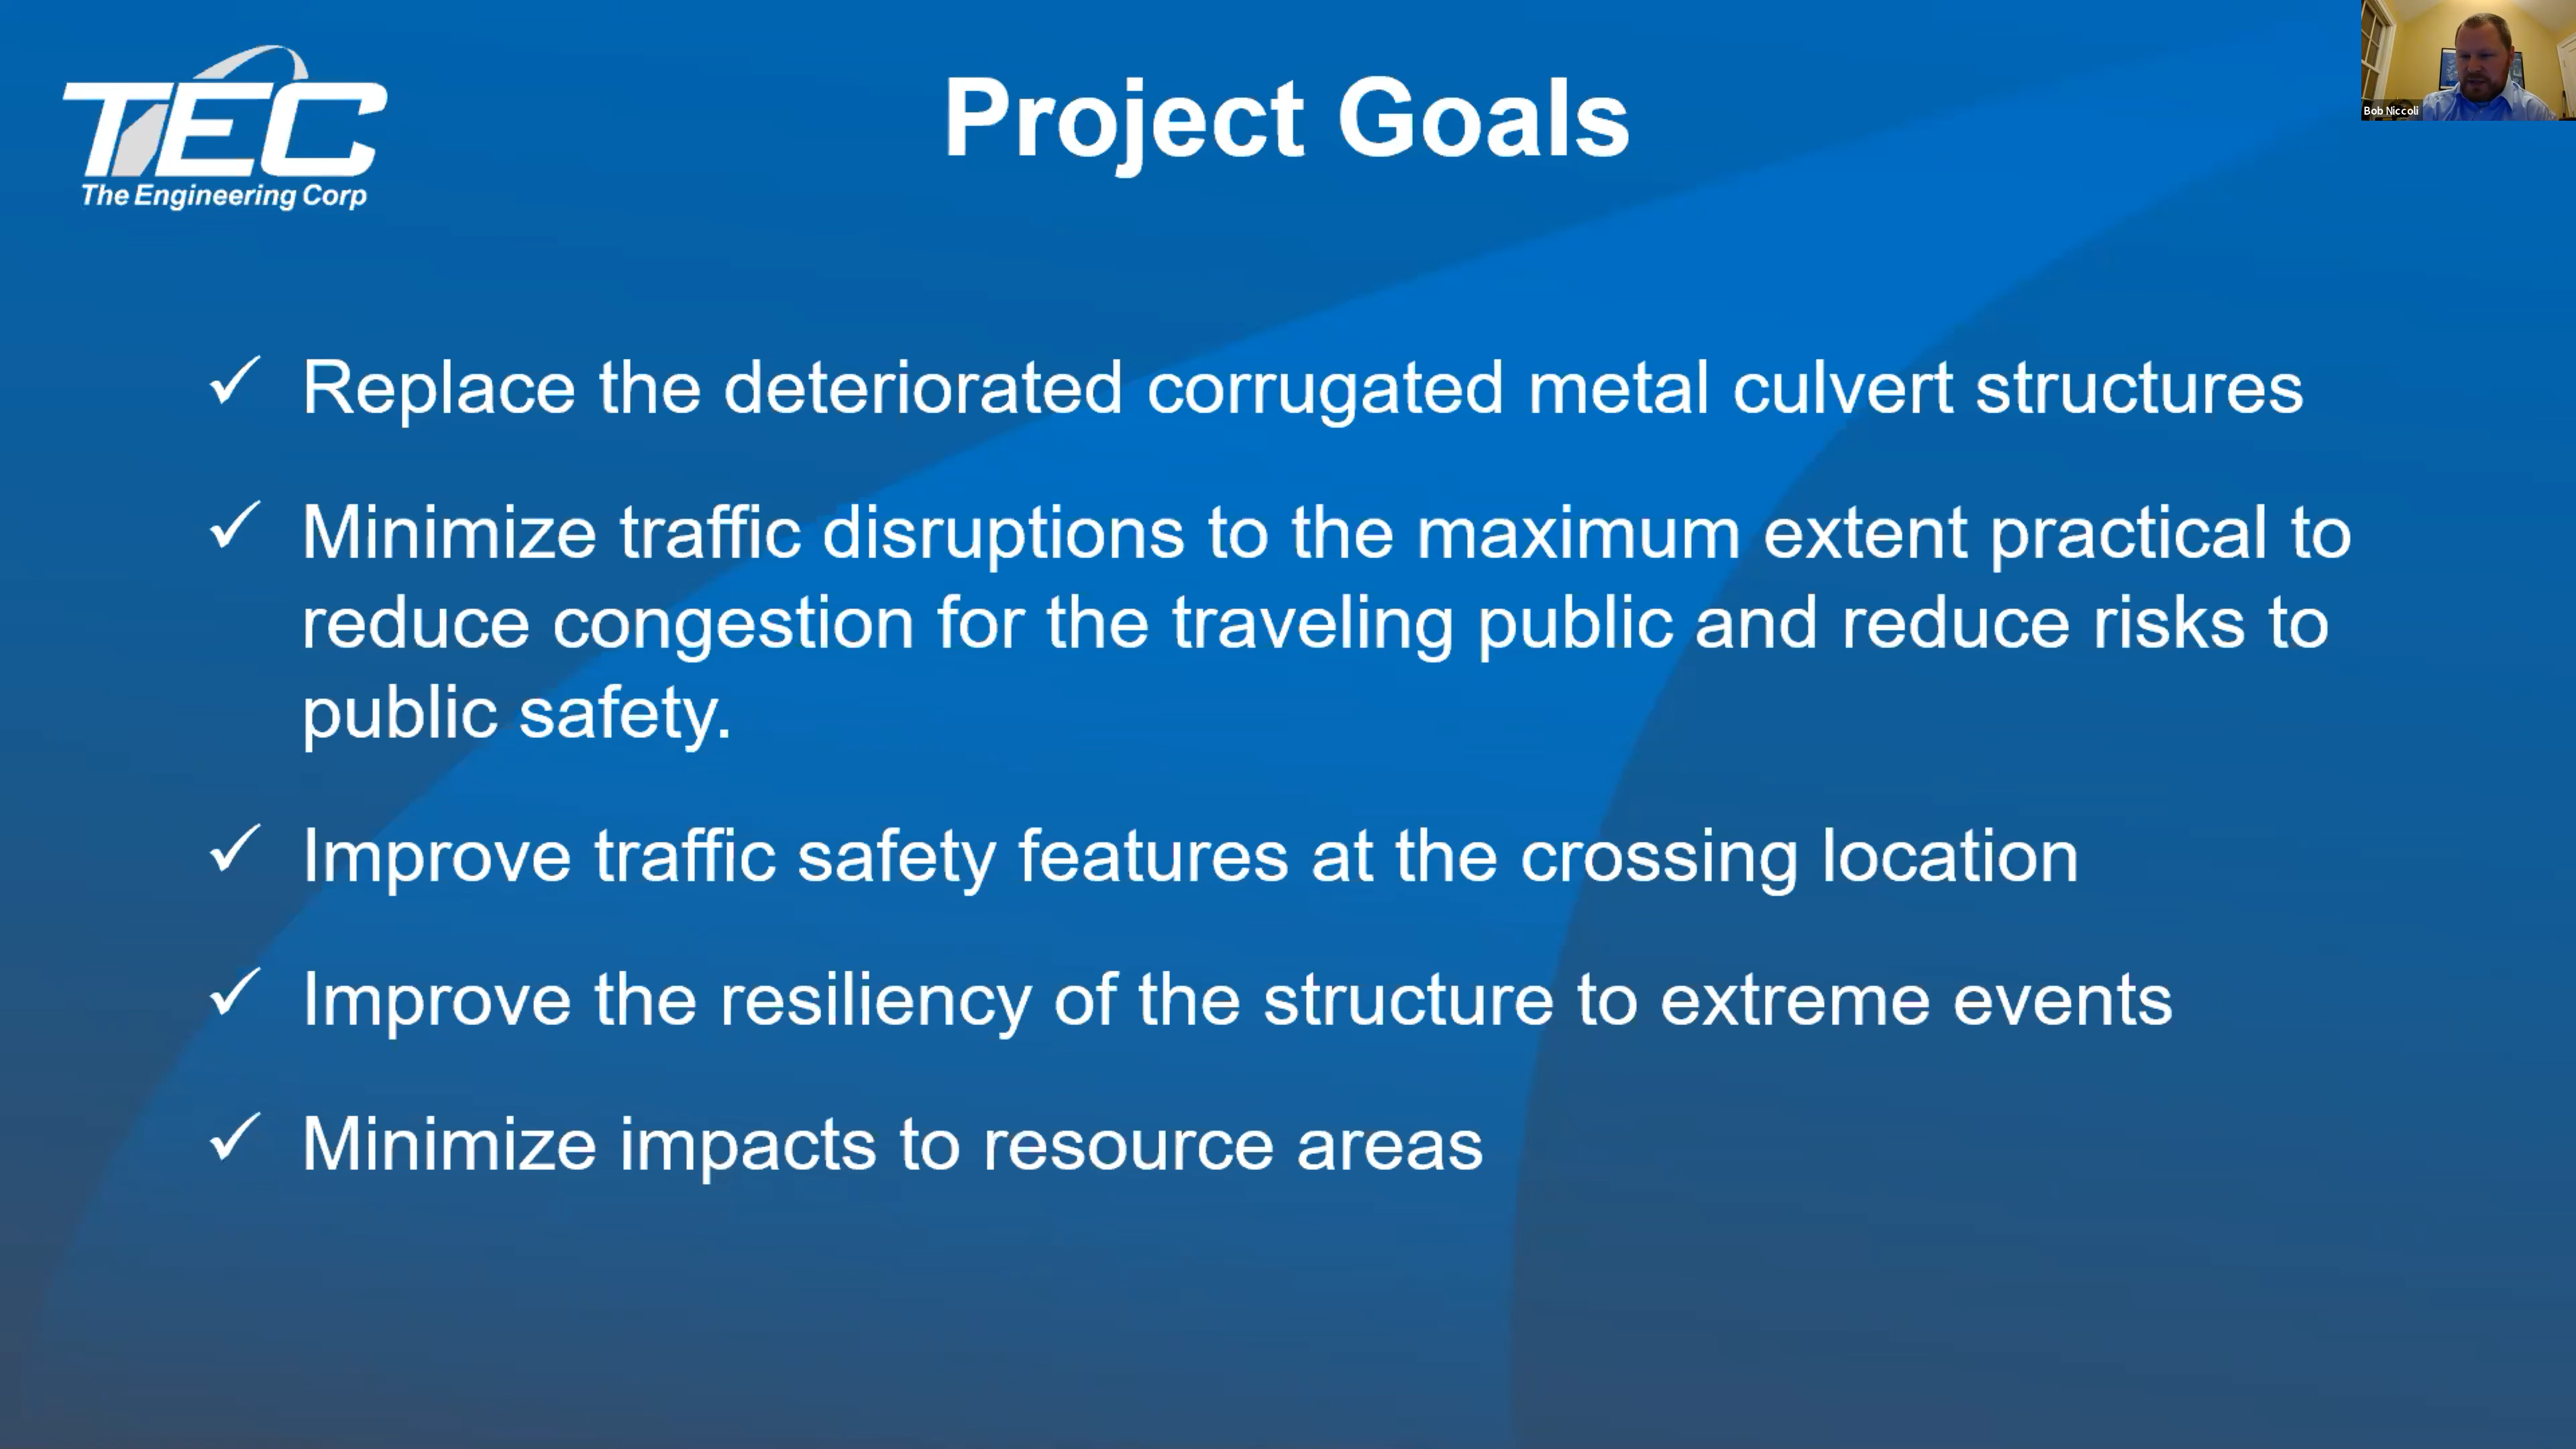 TEC
The Engineering Corp
Project Goals
Bob Niccoli
✓ Replace the deteriorated corrugated metal culvert structures
✓ Minimize traffic disruptions to the maximum extent practical to
reduce congestion for the traveling public and reduce risks to
public safety.
✓ Improve traffic safety features at the crossing location
✓ Improve the resiliency of the structure to extreme events
✓ Minimize impacts to resource areas